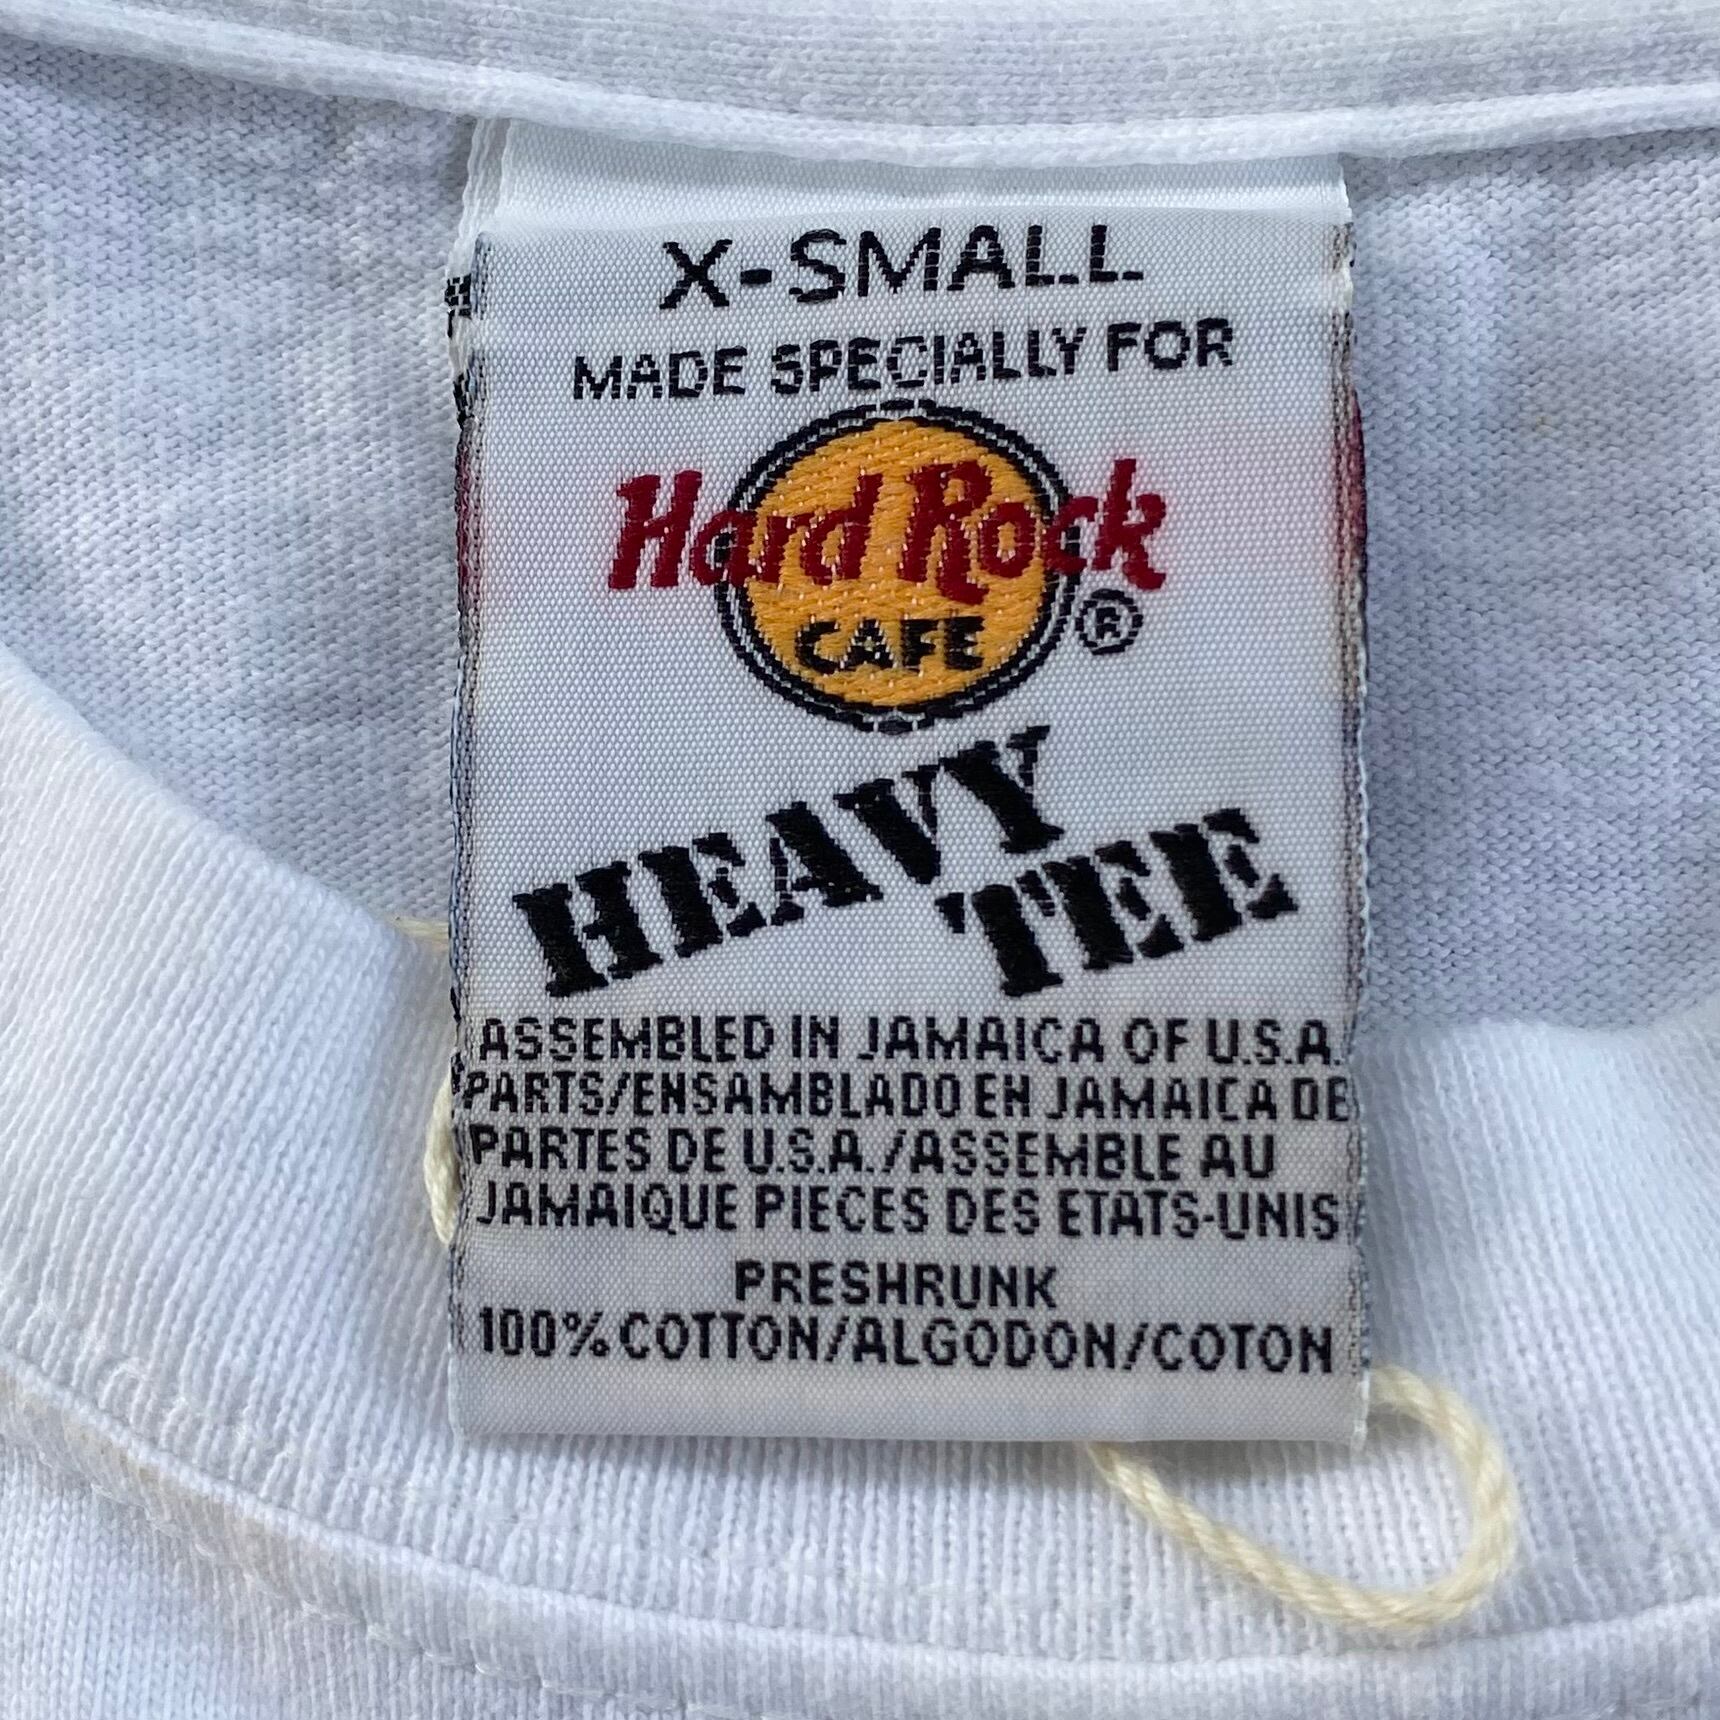 X-SMALL
MADE SPECIALLY FOR
Hard Rock
CAFE
®
HEAVY
TEE
ASSEMBLED IN JAMAICA OF U.S.A.
PARTS/ENSAMBLADO EN JAMAICA DE
PARTES DE U.S.A./ASSEMBLE AU
JAMAIQUE PIECES DES ETATS-UNIS
PRESHRUNK
100% COTTON/ALGODON/COTON